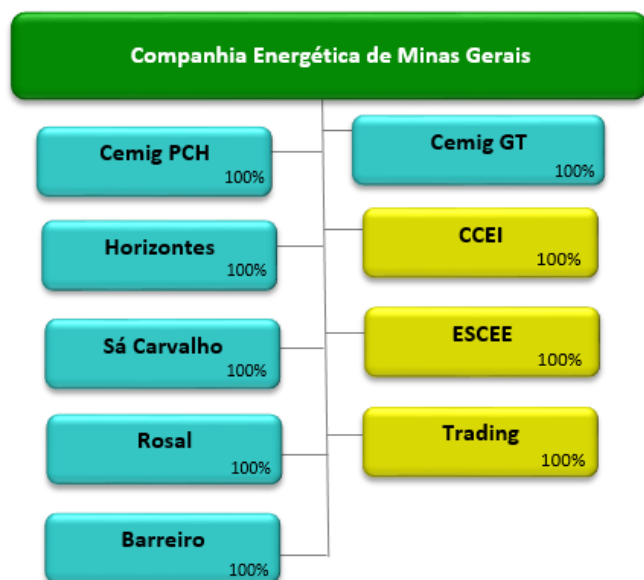 Companhia Energética de Minas Gerais
Cemig PCH
100%
Cemig GT
100%
Horizontes
100%
CCEI
100%
Sá Carvalho
100%
ESCEE
100%
Rosal
100%
Trading
100%
Barreiro
100%